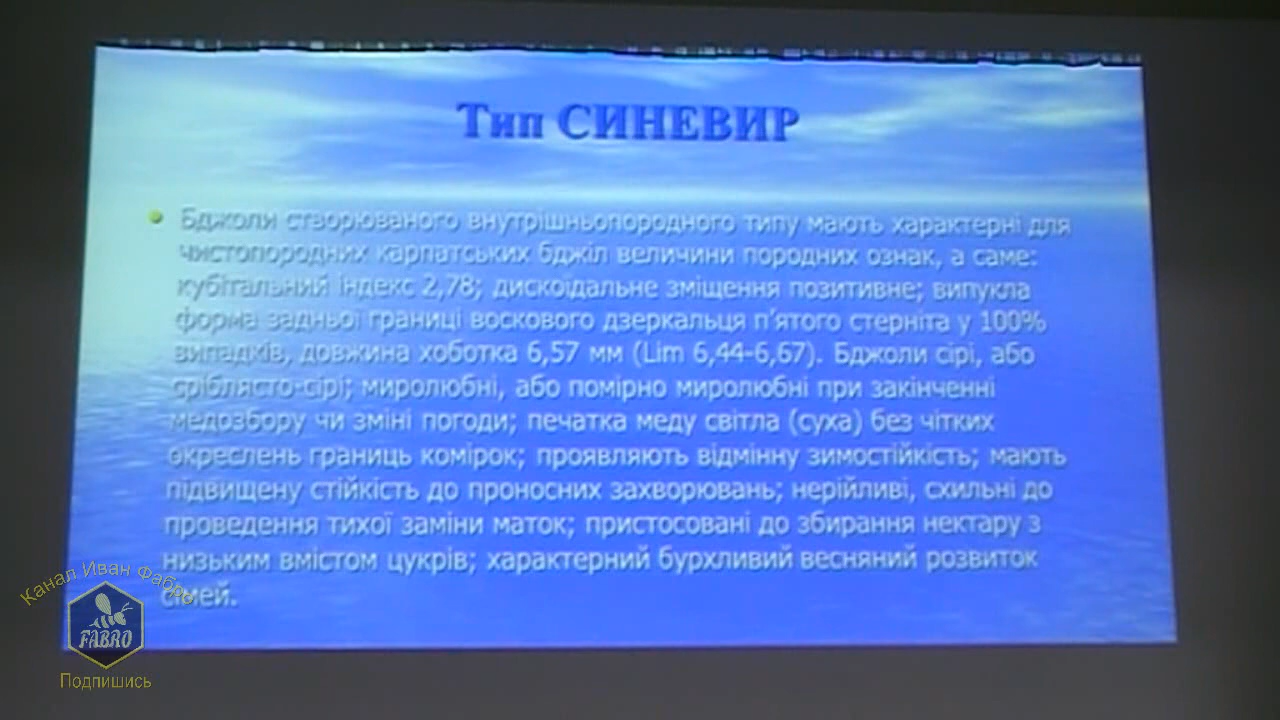 Тип СИНЕВИР
Бджоли створюваного внутрішньопородного типу мають характерні для
чистопородних карпатських бджіл величини породних ознак, а саме:
кубітальний індекс 2,78; дискоїдальне зміщення позитивне; випукла
форма задньої границі воскового дзеркальця п'ятого стерніта у 100%
випадків, довжина хоботка 6,57 мм (Lim 6,44-6,67). Бджоли сірі, або
сріблясто-сірі; миролюбні, або помірно миролюбні при закінченні
медозбору чи зміні погоди; печатка меду світла (суха) без чітких
окреслень границь комірок; проявляють відмінну зимостійкість; мають
підвищену стійкість до проносних захворювань; нерійливі, схильні до
проведення тихої заміни маток; пристосовані до збирання нектару з
низьким вмістом цукрів; характерний бурхливий весняний розвиток
сімей.
Канал Иван Фабро
FABRO
Подпишись